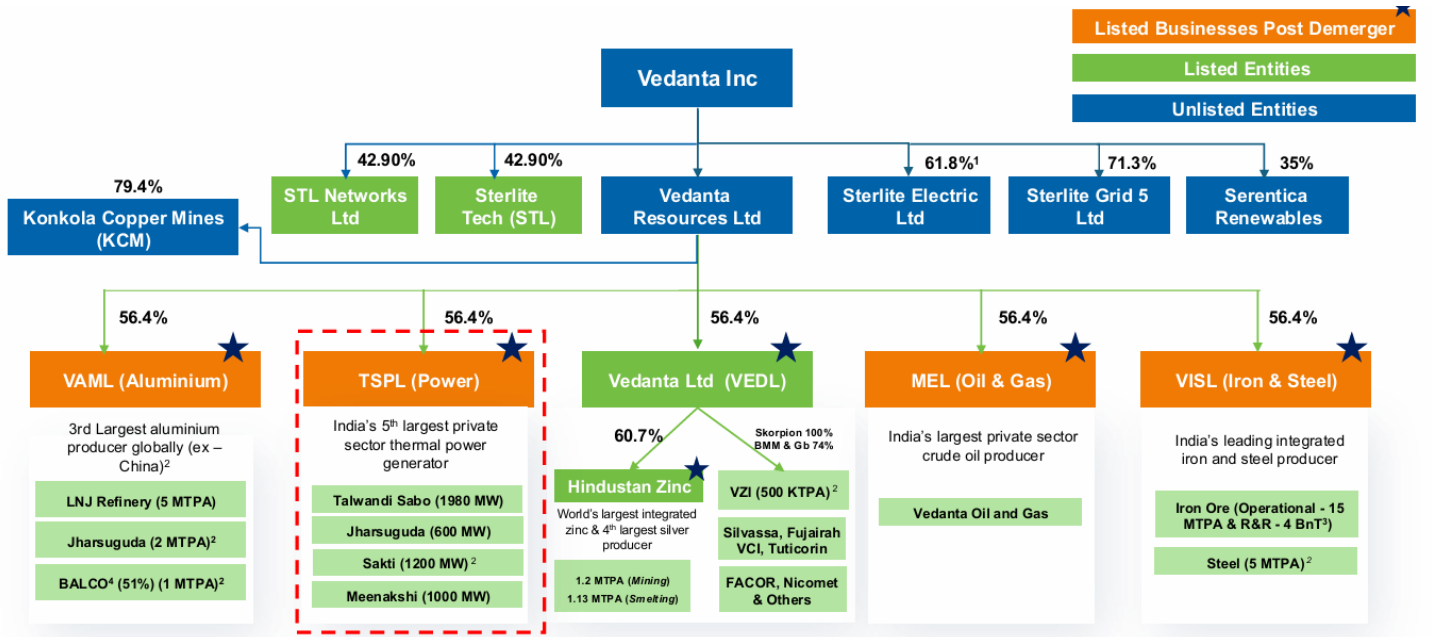 Listed Businesses Post Demerger
Listed Entities
Unlisted Entities
Vedanta Inc
42.90%
42.90%
61.8%¹
71.3%
35%
79.4%
Konkola Copper Mines
(KCM)
STL Networks
Ltd
Sterlite
Tech (STL)
Vedanta
Resources Ltd
Sterlite Electric
Ltd
Sterlite Grid 5
Ltd
Serentica
Renewables
56.4%
56.4%
56.4%
56.4%
56.4%
VAML (Aluminium)
3rd Largest aluminium
producer globally (ex –
China)²
LNJ Refinery (5 MTPA)
Jharsuguda (2 MTPA)²
BALCO⁴ (51%) (1 MTPA)²
TSPL (Power)
India's 5th largest private
sector thermal power
generator
Talwandi Sabo (1980 MW)
Jharsuguda (600 MW)
Sakti (1200 MW) ²
Meenakshi (1000 MW)
Vedanta Ltd (VEDL)
60.7%
Skorpion 100%
BMM & Gb 74%
Hindustan Zinc
World's largest integrated
zinc & 4th largest silver
producer
1.2 MTPA (Mining)
1.13 MTPA (Smelting)
VZI (500 KTPA) ²
Silvassa, Fujairah
VCI, Tuticorin
FACOR, Nicomet
& Others
MEL (Oil & Gas)
India's largest private sector
crude oil producer
Vedanta Oil and Gas
VISL (Iron & Steel)
India's leading integrated
iron and steel producer
Iron Ore (Operational - 15
MTPA & R&R - 4 BnT³)
Steel (5 MTPA)²